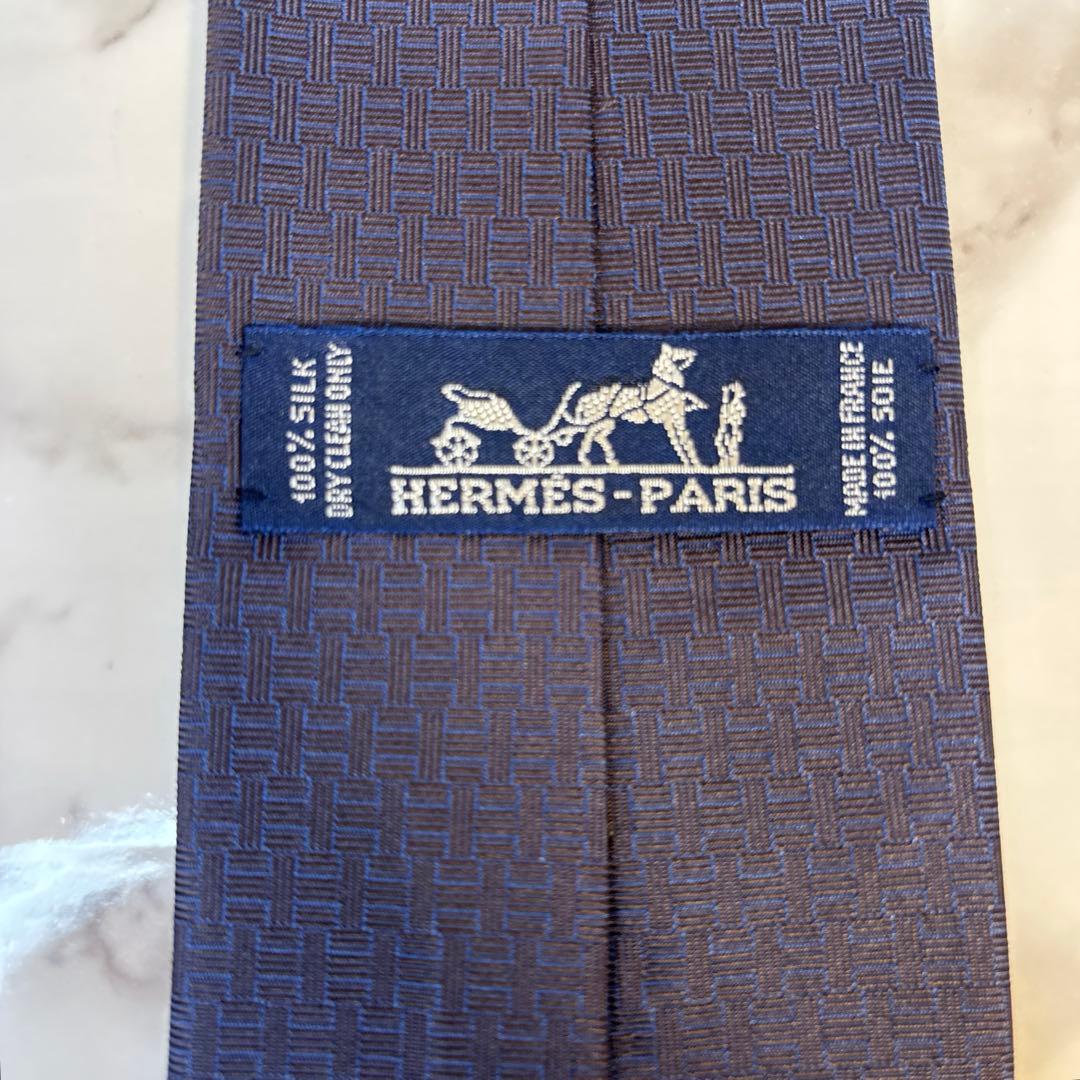 100% SILK
DRY CLEAN ONLY
HERMÈS-PARIS
MADE IN FRANCE
100% SOIE